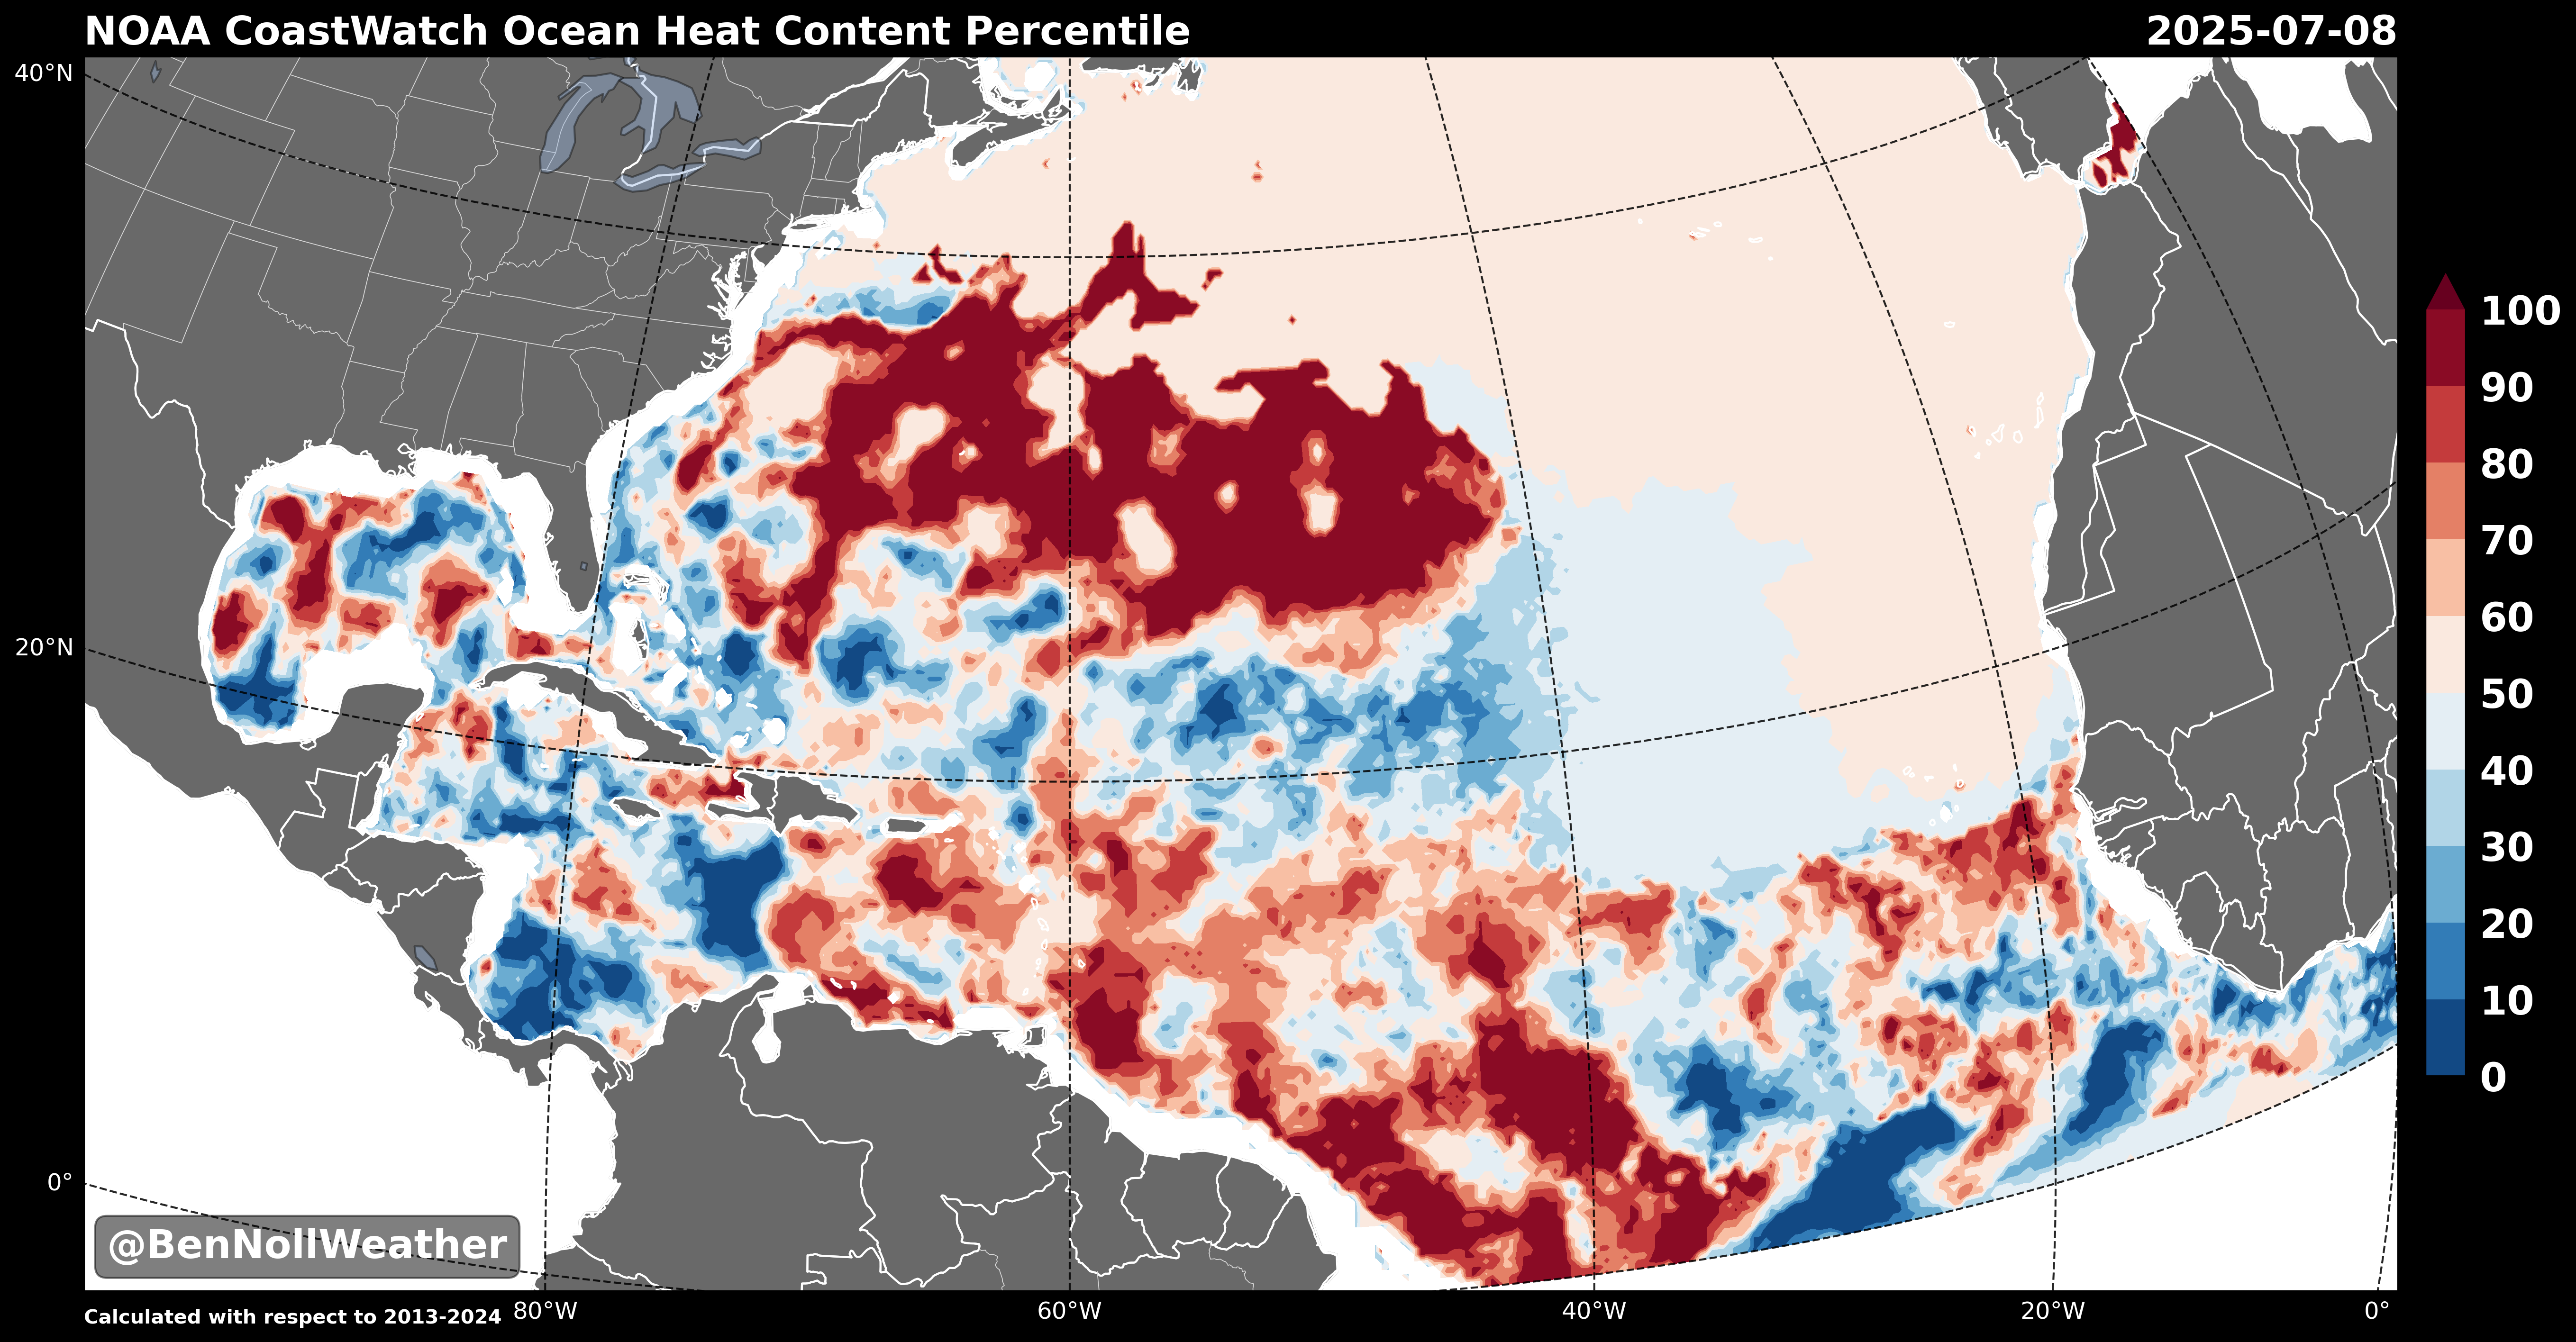 NOAA CoastWatch Ocean Heat Content Percentile
2025-07-08
40°N
20°N
0°
100
90
80
70
60
50
40
30
20
10
0
@BenNollWeather
Calculated with respect to 2013-2024
80°W
60°W
40°W
20°W
0°